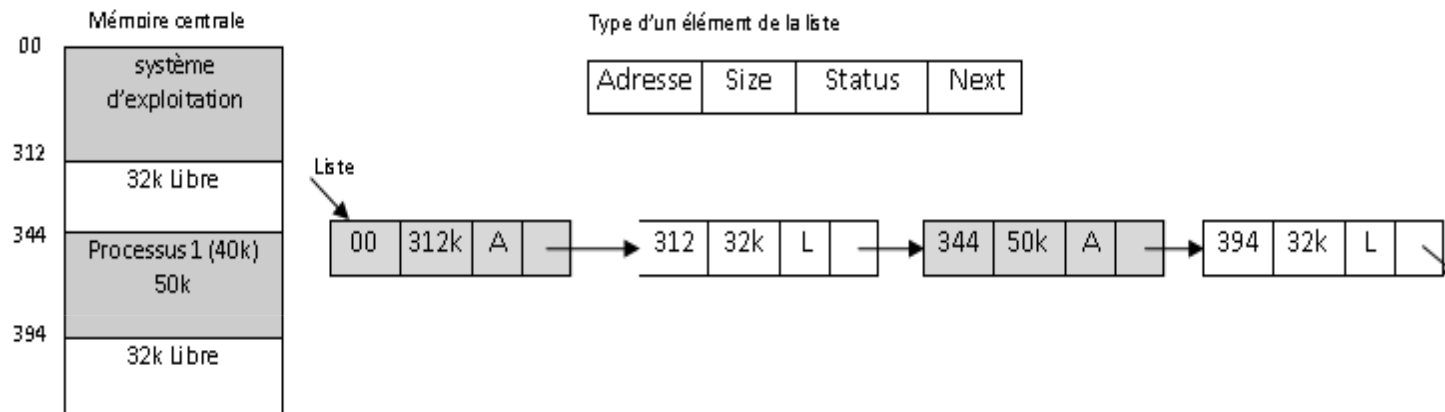 Mémoire centrale
00
système
d'exploitation
312
32k Libre
344
Processus 1 (40k)
50k
394
32k Libre
Type d'un élément de la liste
Adresse Size Status Next
Liste
00 312k A
312 32k L
344 50k A
394 32k L